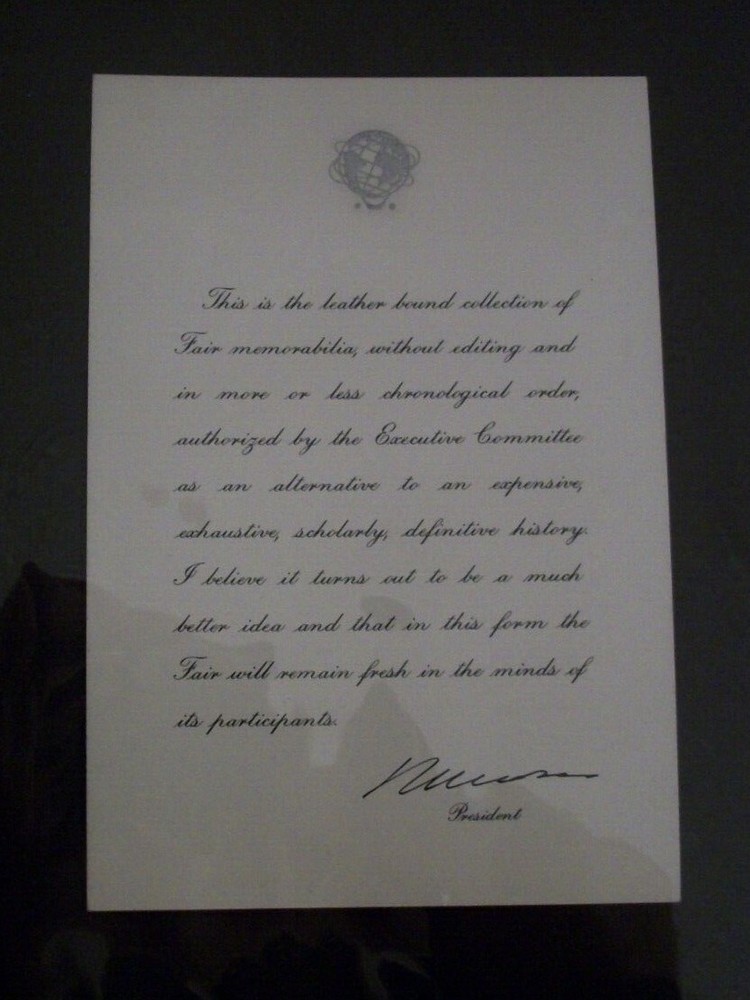 This is the leather bound collection of
Fair memorabilia, without editing and
in more or less chronological order,
authorized by the Executive Committee
as an alternative to an expensive,
exhaustive, scholarly, definitive history.
I believe it turns out to be a much
better idea and that in this form the
Fair will remain fresh in the minds of
its participants.
President